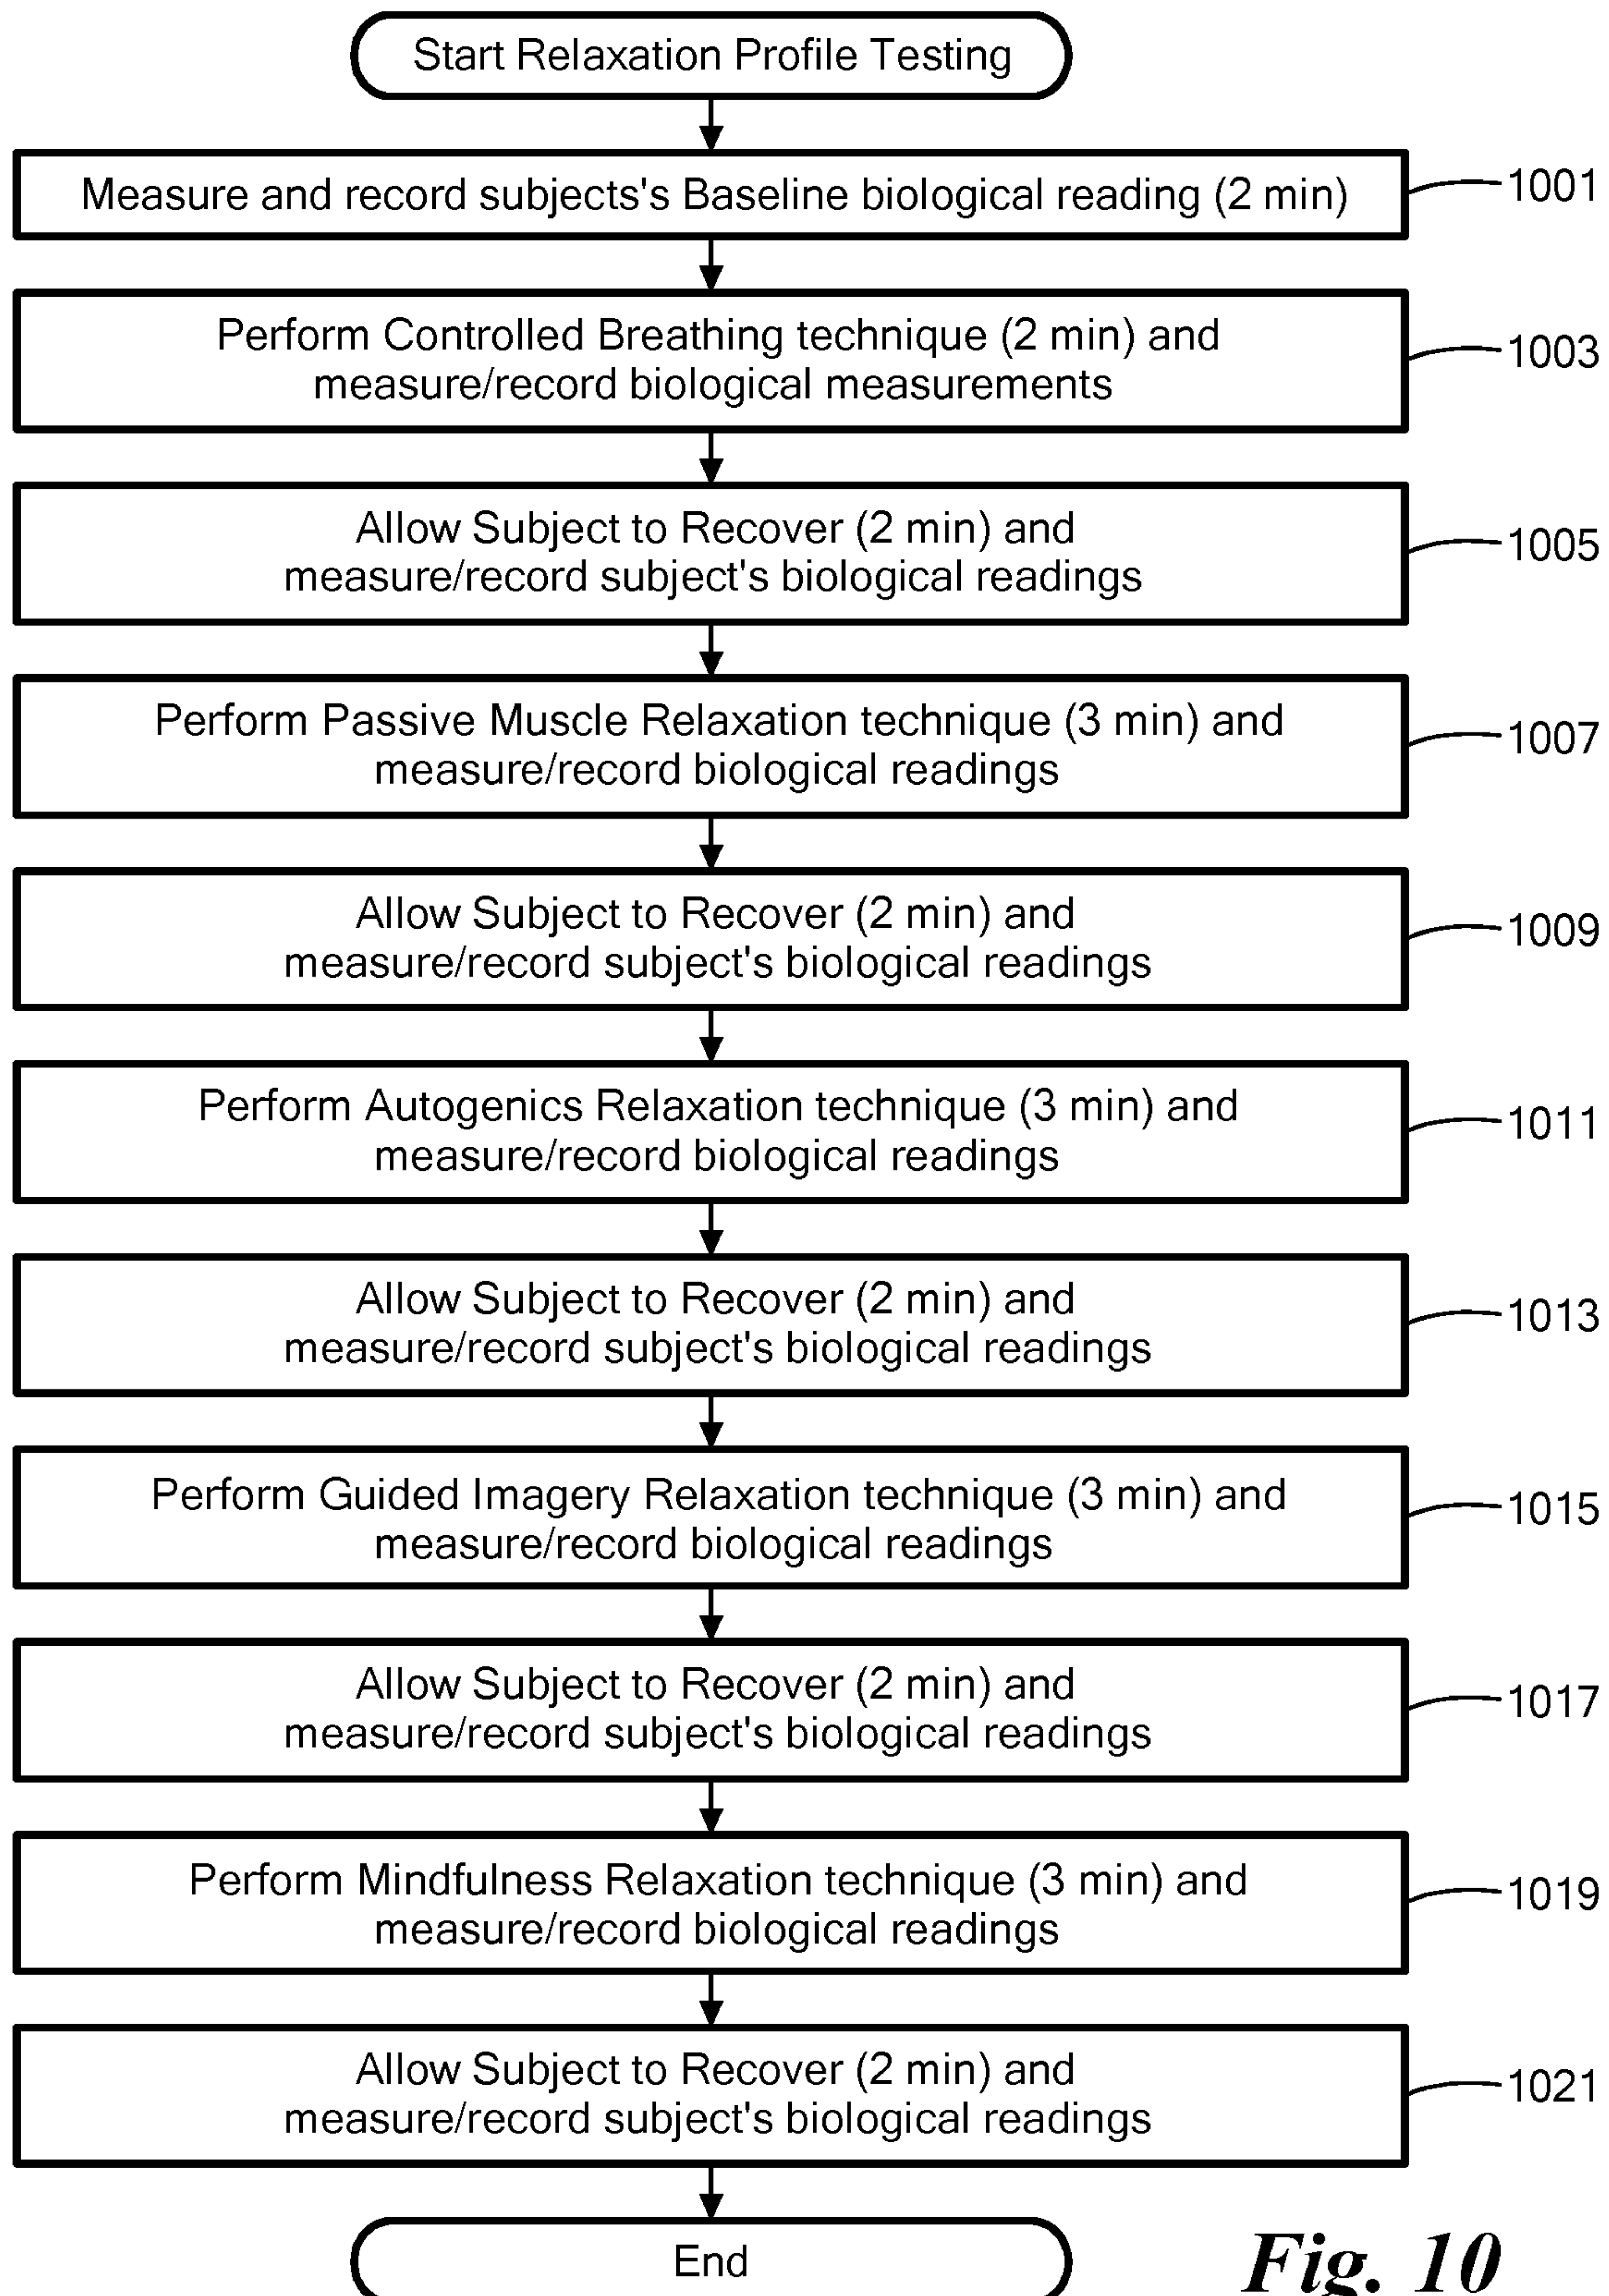 Start Relaxation Profile Testing
Measure and record subjects's Baseline biological reading (2 min)
1001
Perform Controlled Breathing technique (2 min) and
measure/record biological measurements
1003
Allow Subject to Recover (2 min) and
measure/record subject's biological readings
1005
Perform Passive Muscle Relaxation technique (3 min) and
measure/record biological readings
1007
Allow Subject to Recover (2 min) and
measure/record subject's biological readings
1009
Perform Autogenics Relaxation technique (3 min) and
measure/record biological readings
1011
Allow Subject to Recover (2 min) and
measure/record subject's biological readings
1013
Perform Guided Imagery Relaxation technique (3 min) and
measure/record biological readings
1015
Allow Subject to Recover (2 min) and
measure/record subject's biological readings
1017
Perform Mindfulness Relaxation technique (3 min) and
measure/record biological readings
1019
Allow Subject to Recover (2 min) and
measure/record subject's biological readings
1021
End
Fig. 10